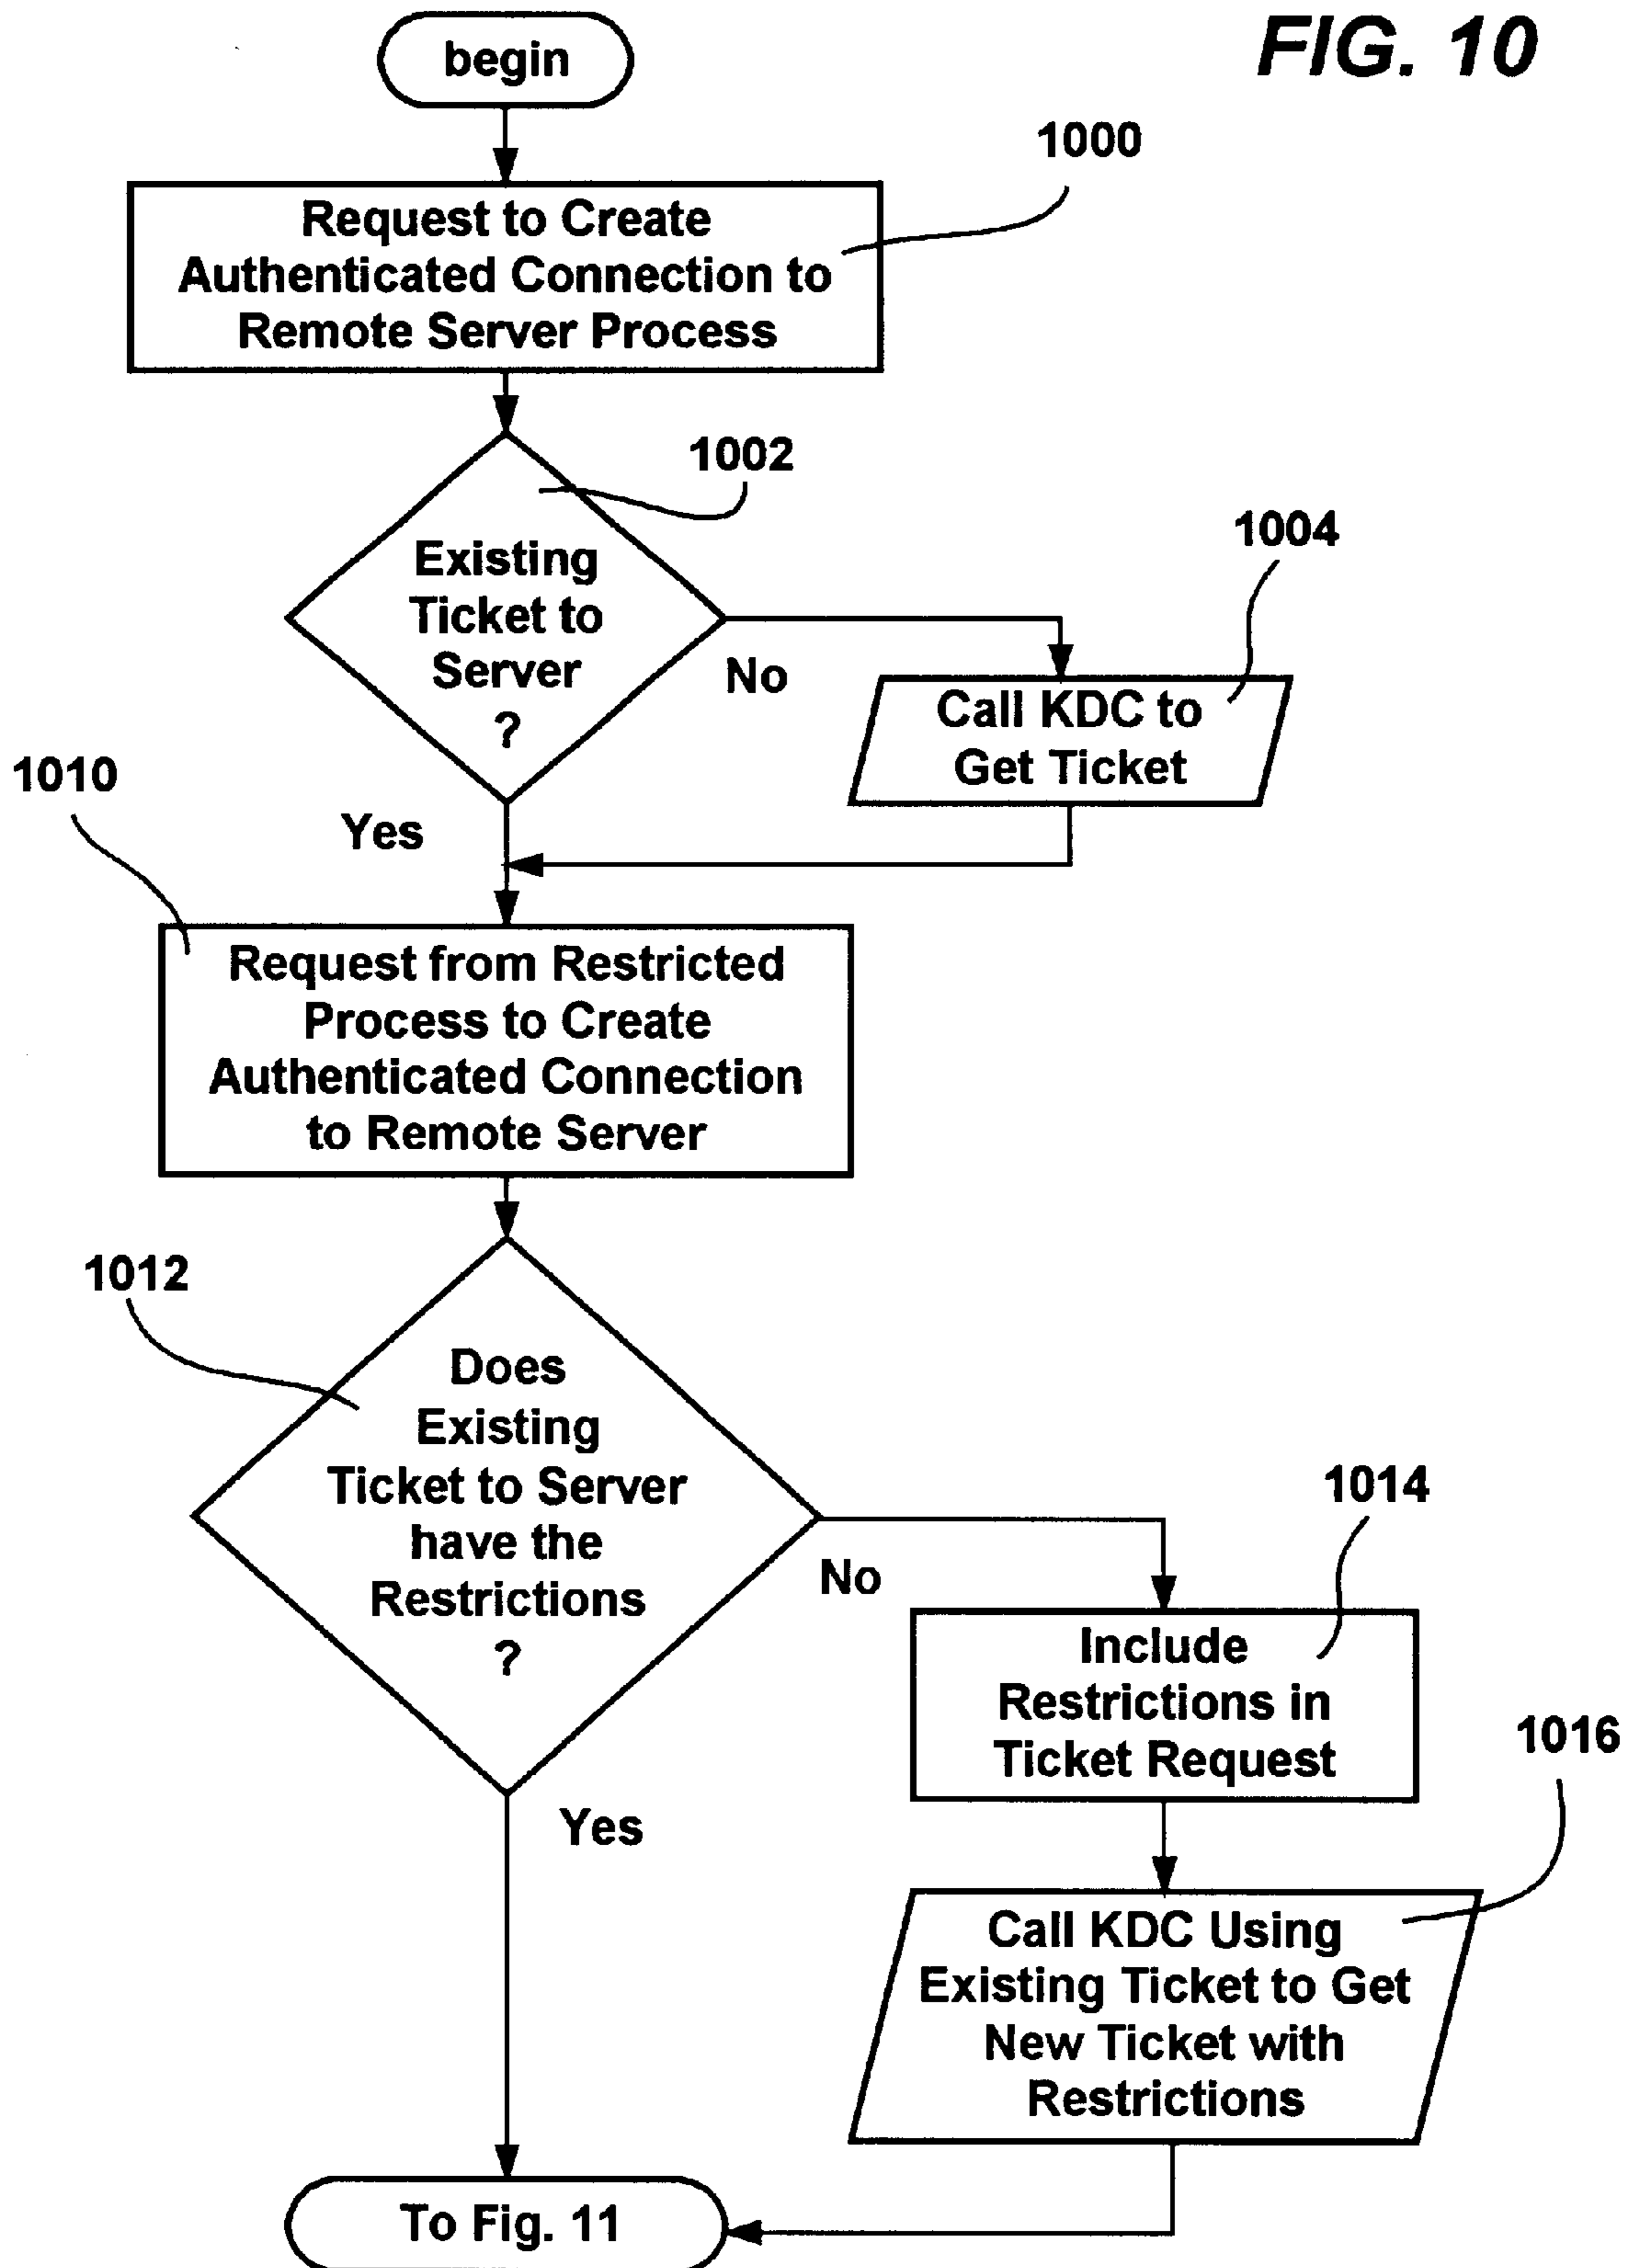 FIG. 10
begin
1000
Request to Create
Authenticated Connection to
Remote Server Process
1002
Existing
Ticket to
Server
?
No
1004
Call KDC to
Get Ticket
Yes
1010
Request from Restricted
Process to Create
Authenticated Connection
to Remote Server
1012
Does
Existing
Ticket to Server
have the
Restrictions
?
No
1014
Include
Restrictions in
Ticket Request
1016
Yes
Call KDC Using
Existing Ticket to Get
New Ticket with
Restrictions
To Fig. 11